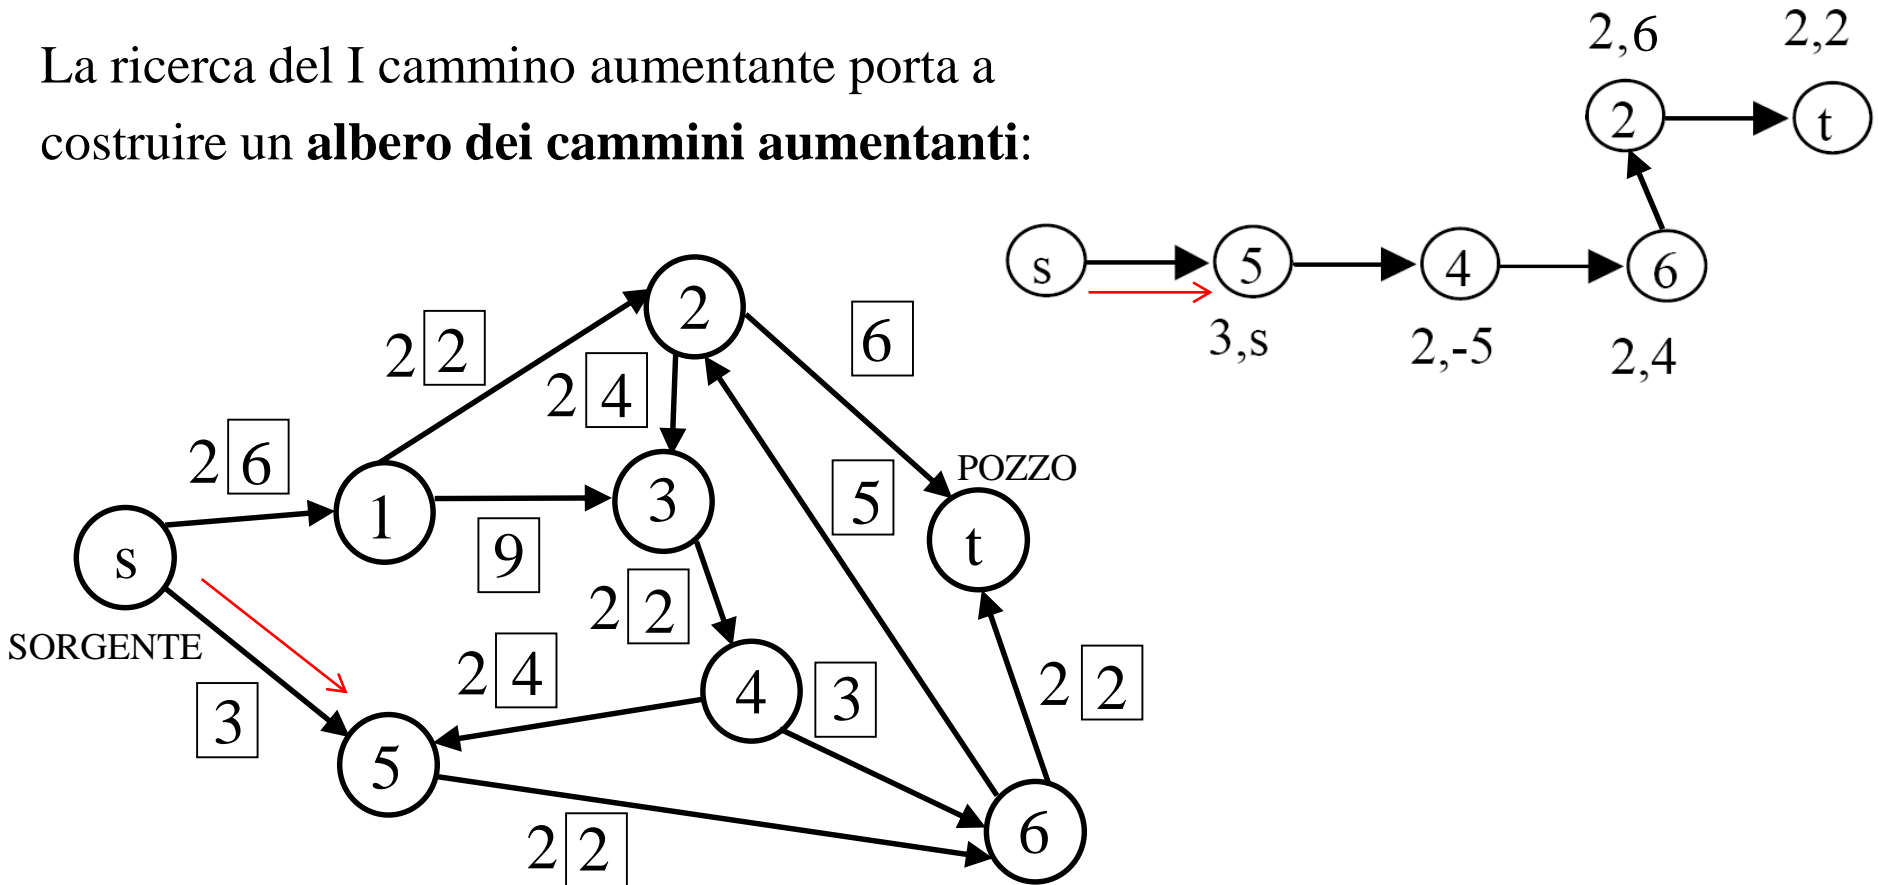 La ricerca del I cammino aumentante porta a
costruire un albero dei cammini aumentanti:
2,6 2,2
2 t
s 5 4 6
3,s 2,-5 2,4
2
2 2 6
2 4
2 6 POZZO
1 3 5 t
s 9
2 2
SORGENTE
2 4 4 3 2 2
3
5
6
2 2